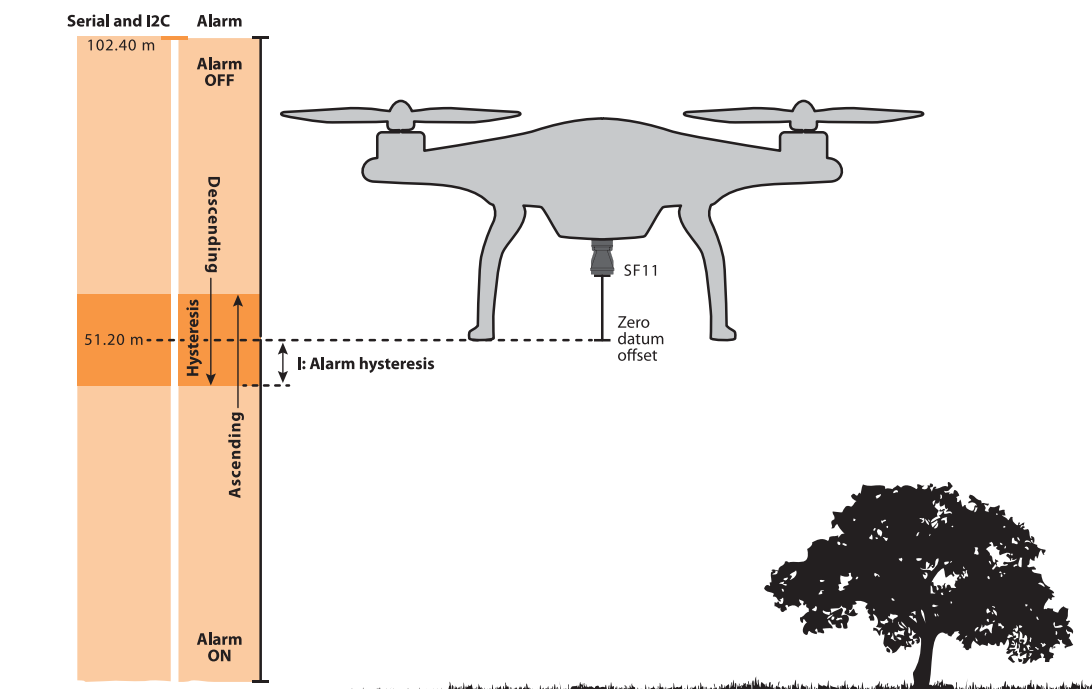 Serial and I2C
Alarm
102.40 m
Alarm
OFF
Descending
SF11
Hysteresis
Zero
datum
offset
51.20 m
I: Alarm hysteresis
Ascending
Alarm
ON